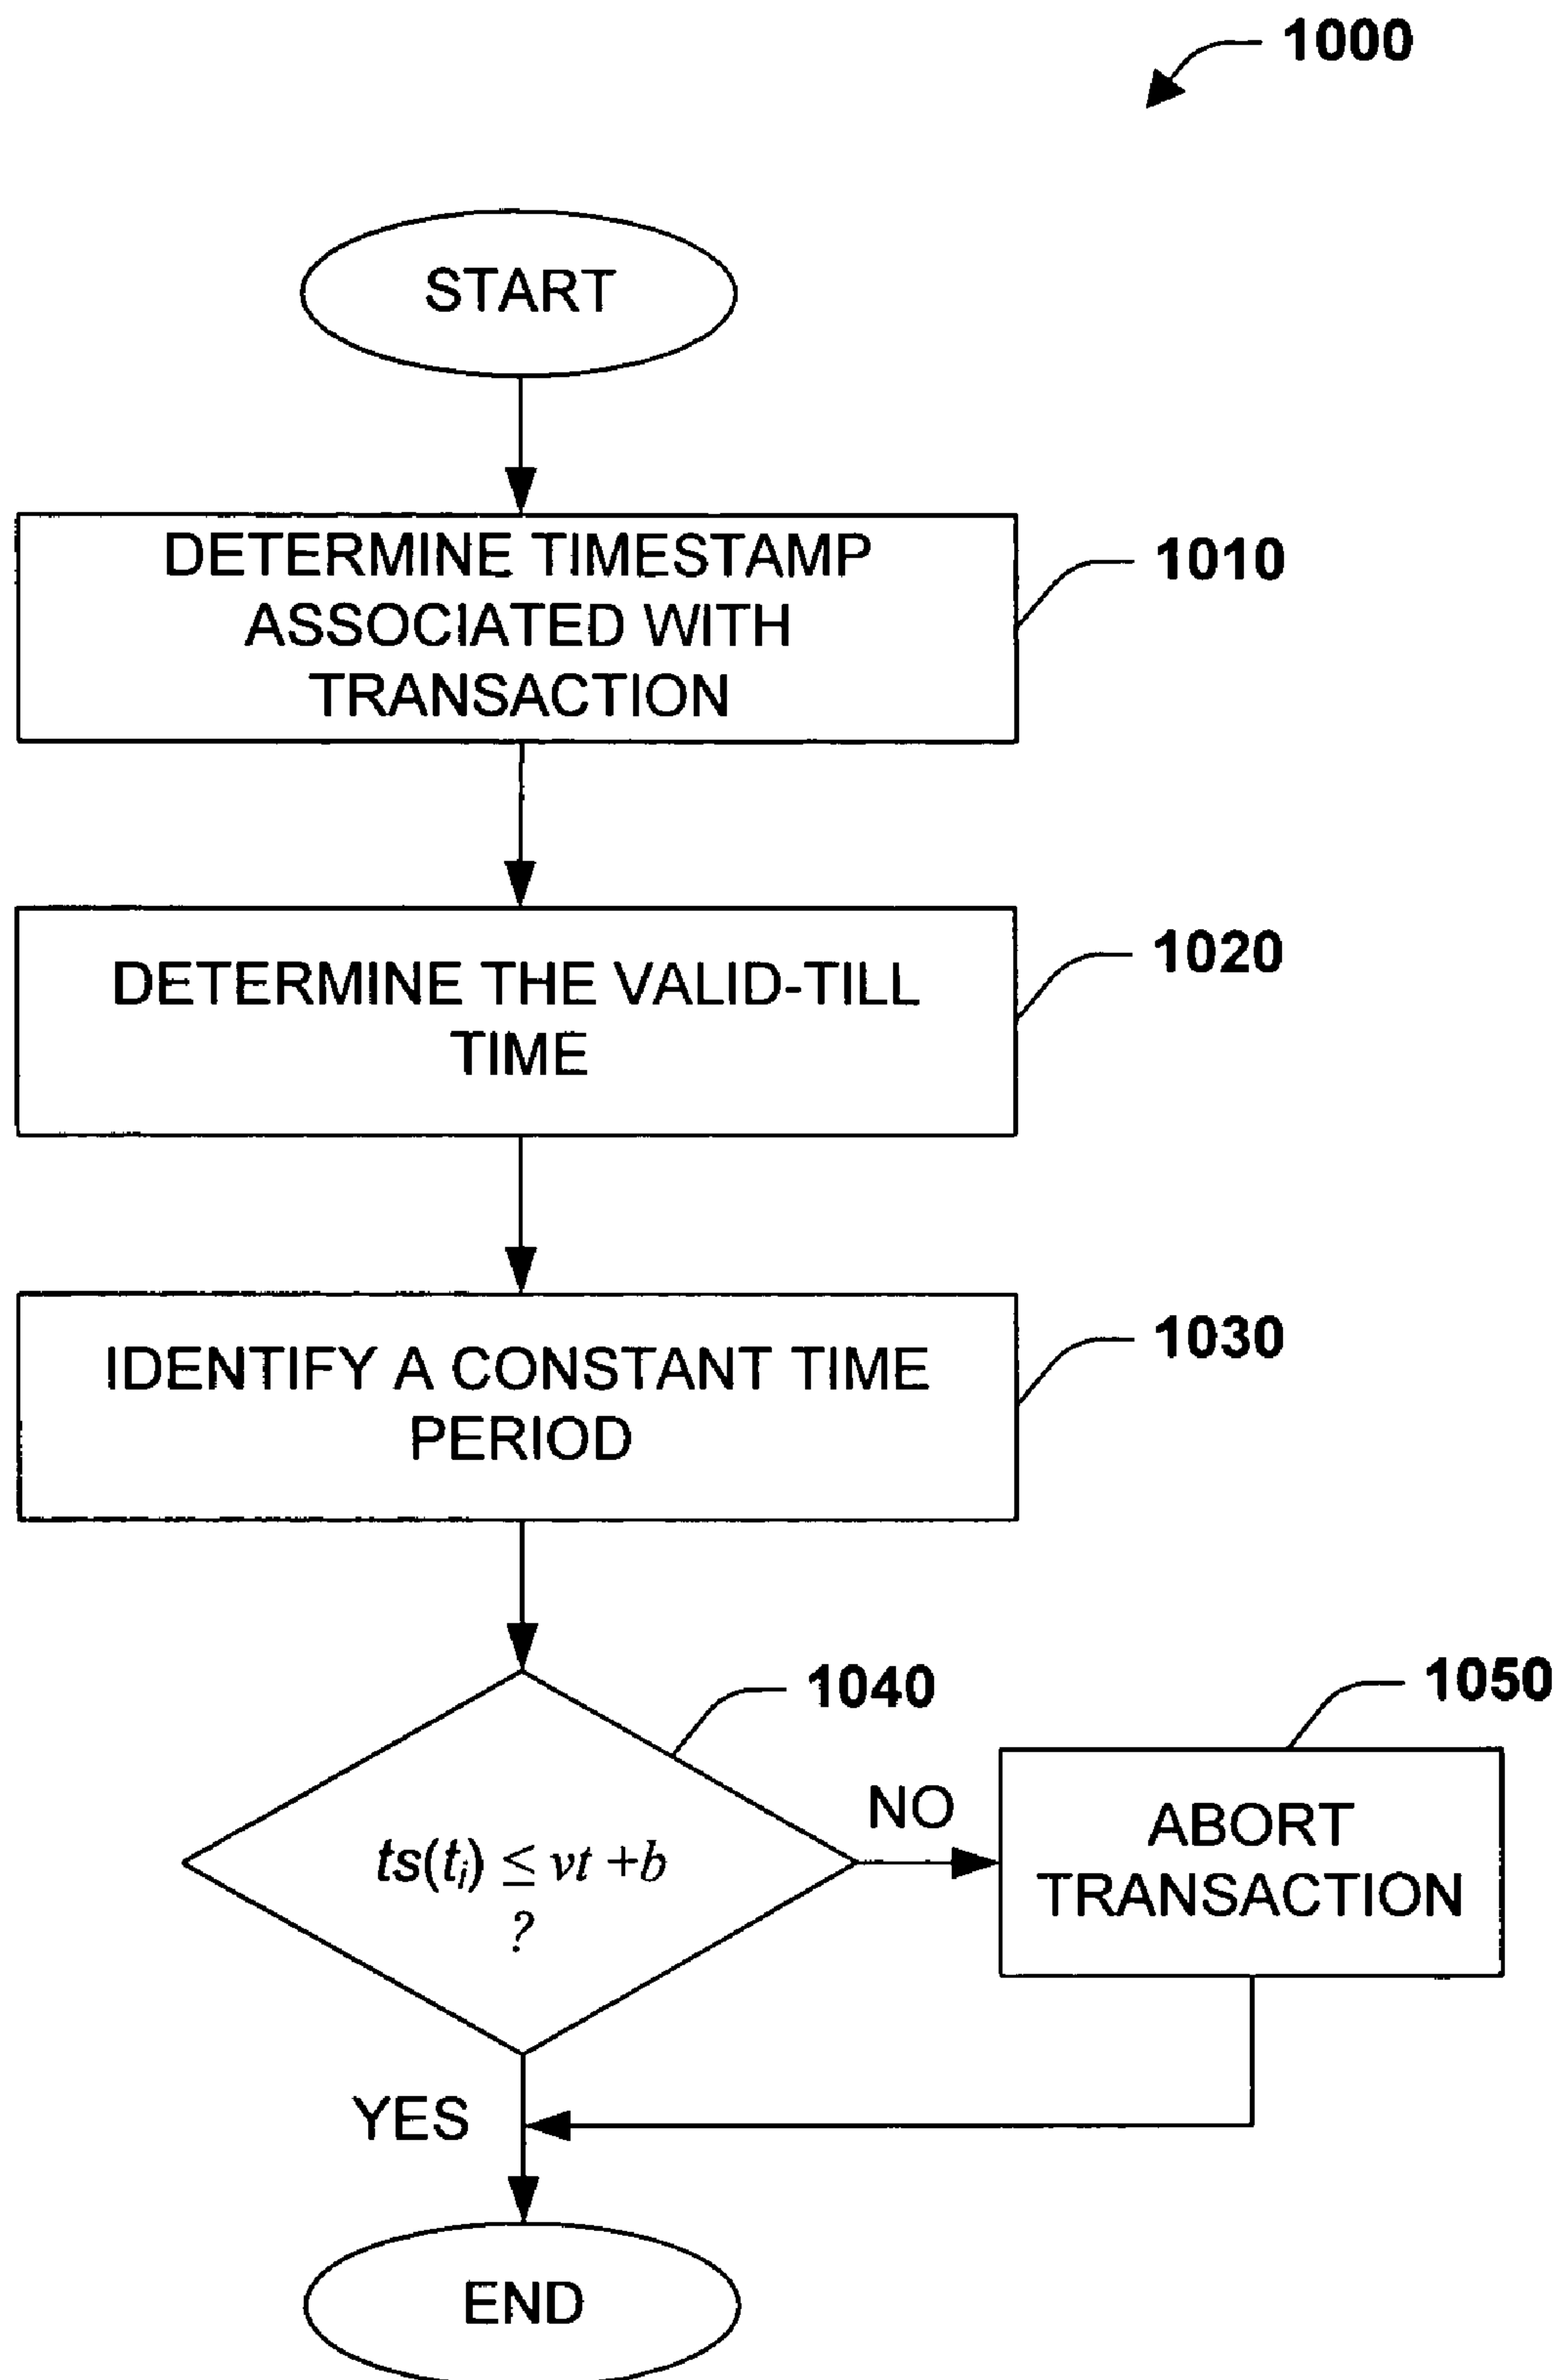 1000
START
DETERMINE TIMESTAMP
ASSOCIATED WITH
TRANSACTION
1010
DETERMINE THE VALID-TILL
TIME
1020
IDENTIFY A CONSTANT TIME
PERIOD
1030
1040
ts(tᵢ) ≤ vt +b
?
NO
1050
ABORT
TRANSACTION
YES
END